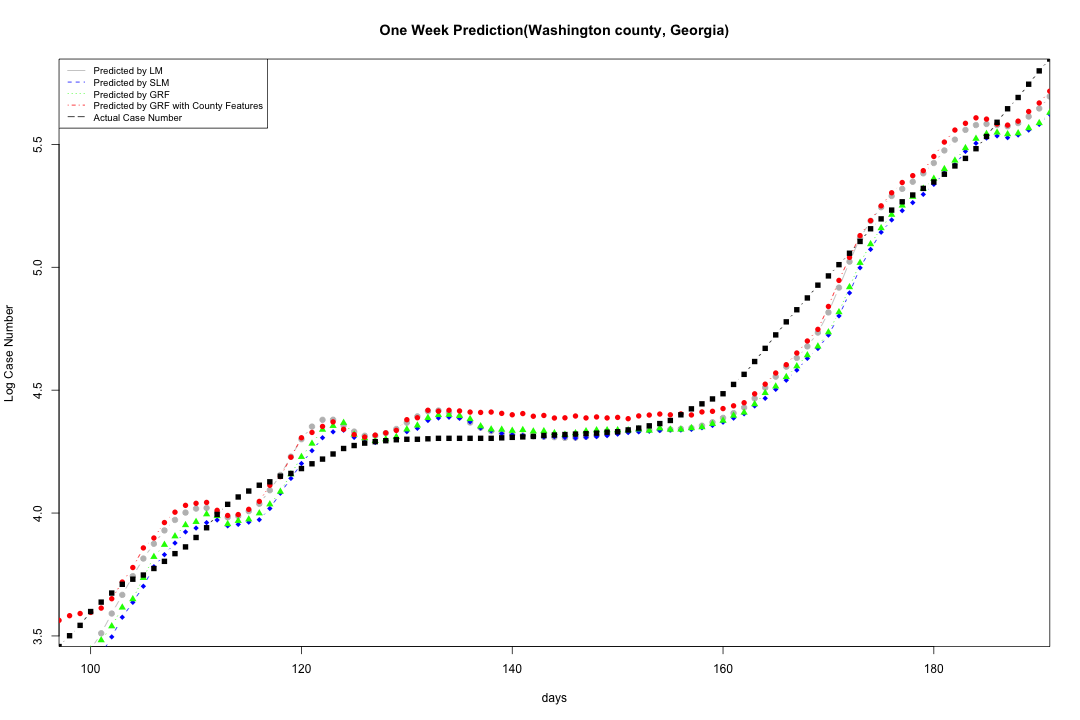 One Week Prediction(Washington county, Georgia)
Predicted by LM
Predicted by SLM
Predicted by GRF
Predicted by GRF with County Features
Actual Case Number
Log Case Number
5.5
5.0
4.5
4.0
3.5
100 120 140 160 180
days